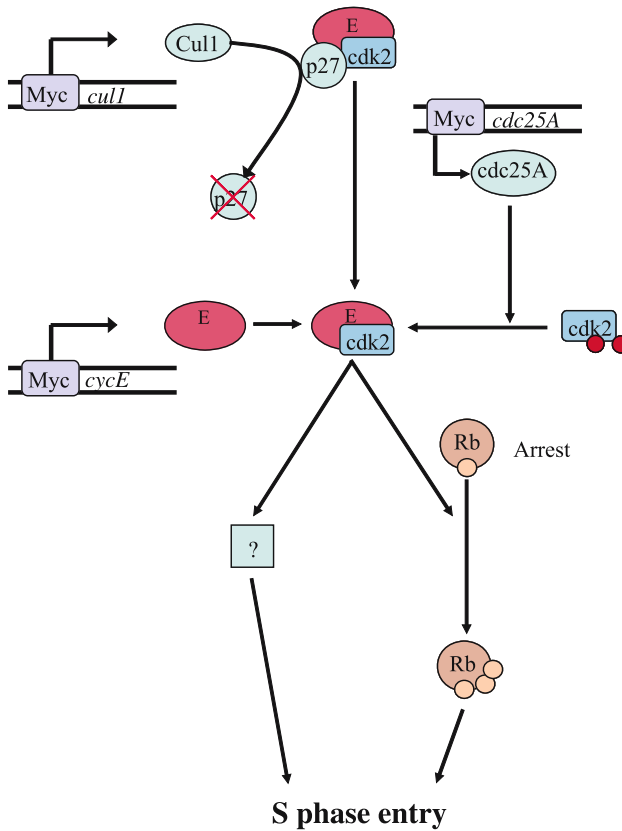 E
Cul1
cdk2
p27
Myc
cul1
Myc
cdc25A
cdc25A
p27
E
E
cdk2
cdk2
Myc
cycE
Rb
Arrest
?
Rb
S phase entry